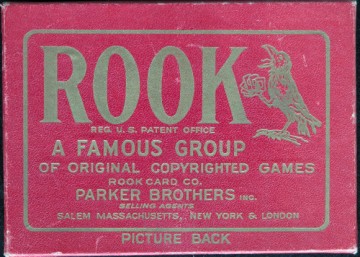 ROOK
REG. U.S. PATENT OFFICE
A FAMOUS GROUP
OF ORIGINAL COPYRIGHTED GAMES
ROOK CARD CO.
PARKER BROTHERS INC.
SELLING AGENTS
SALEM MASSACHUSETTS, NEW YORK & LONDON
PICTURE BACK